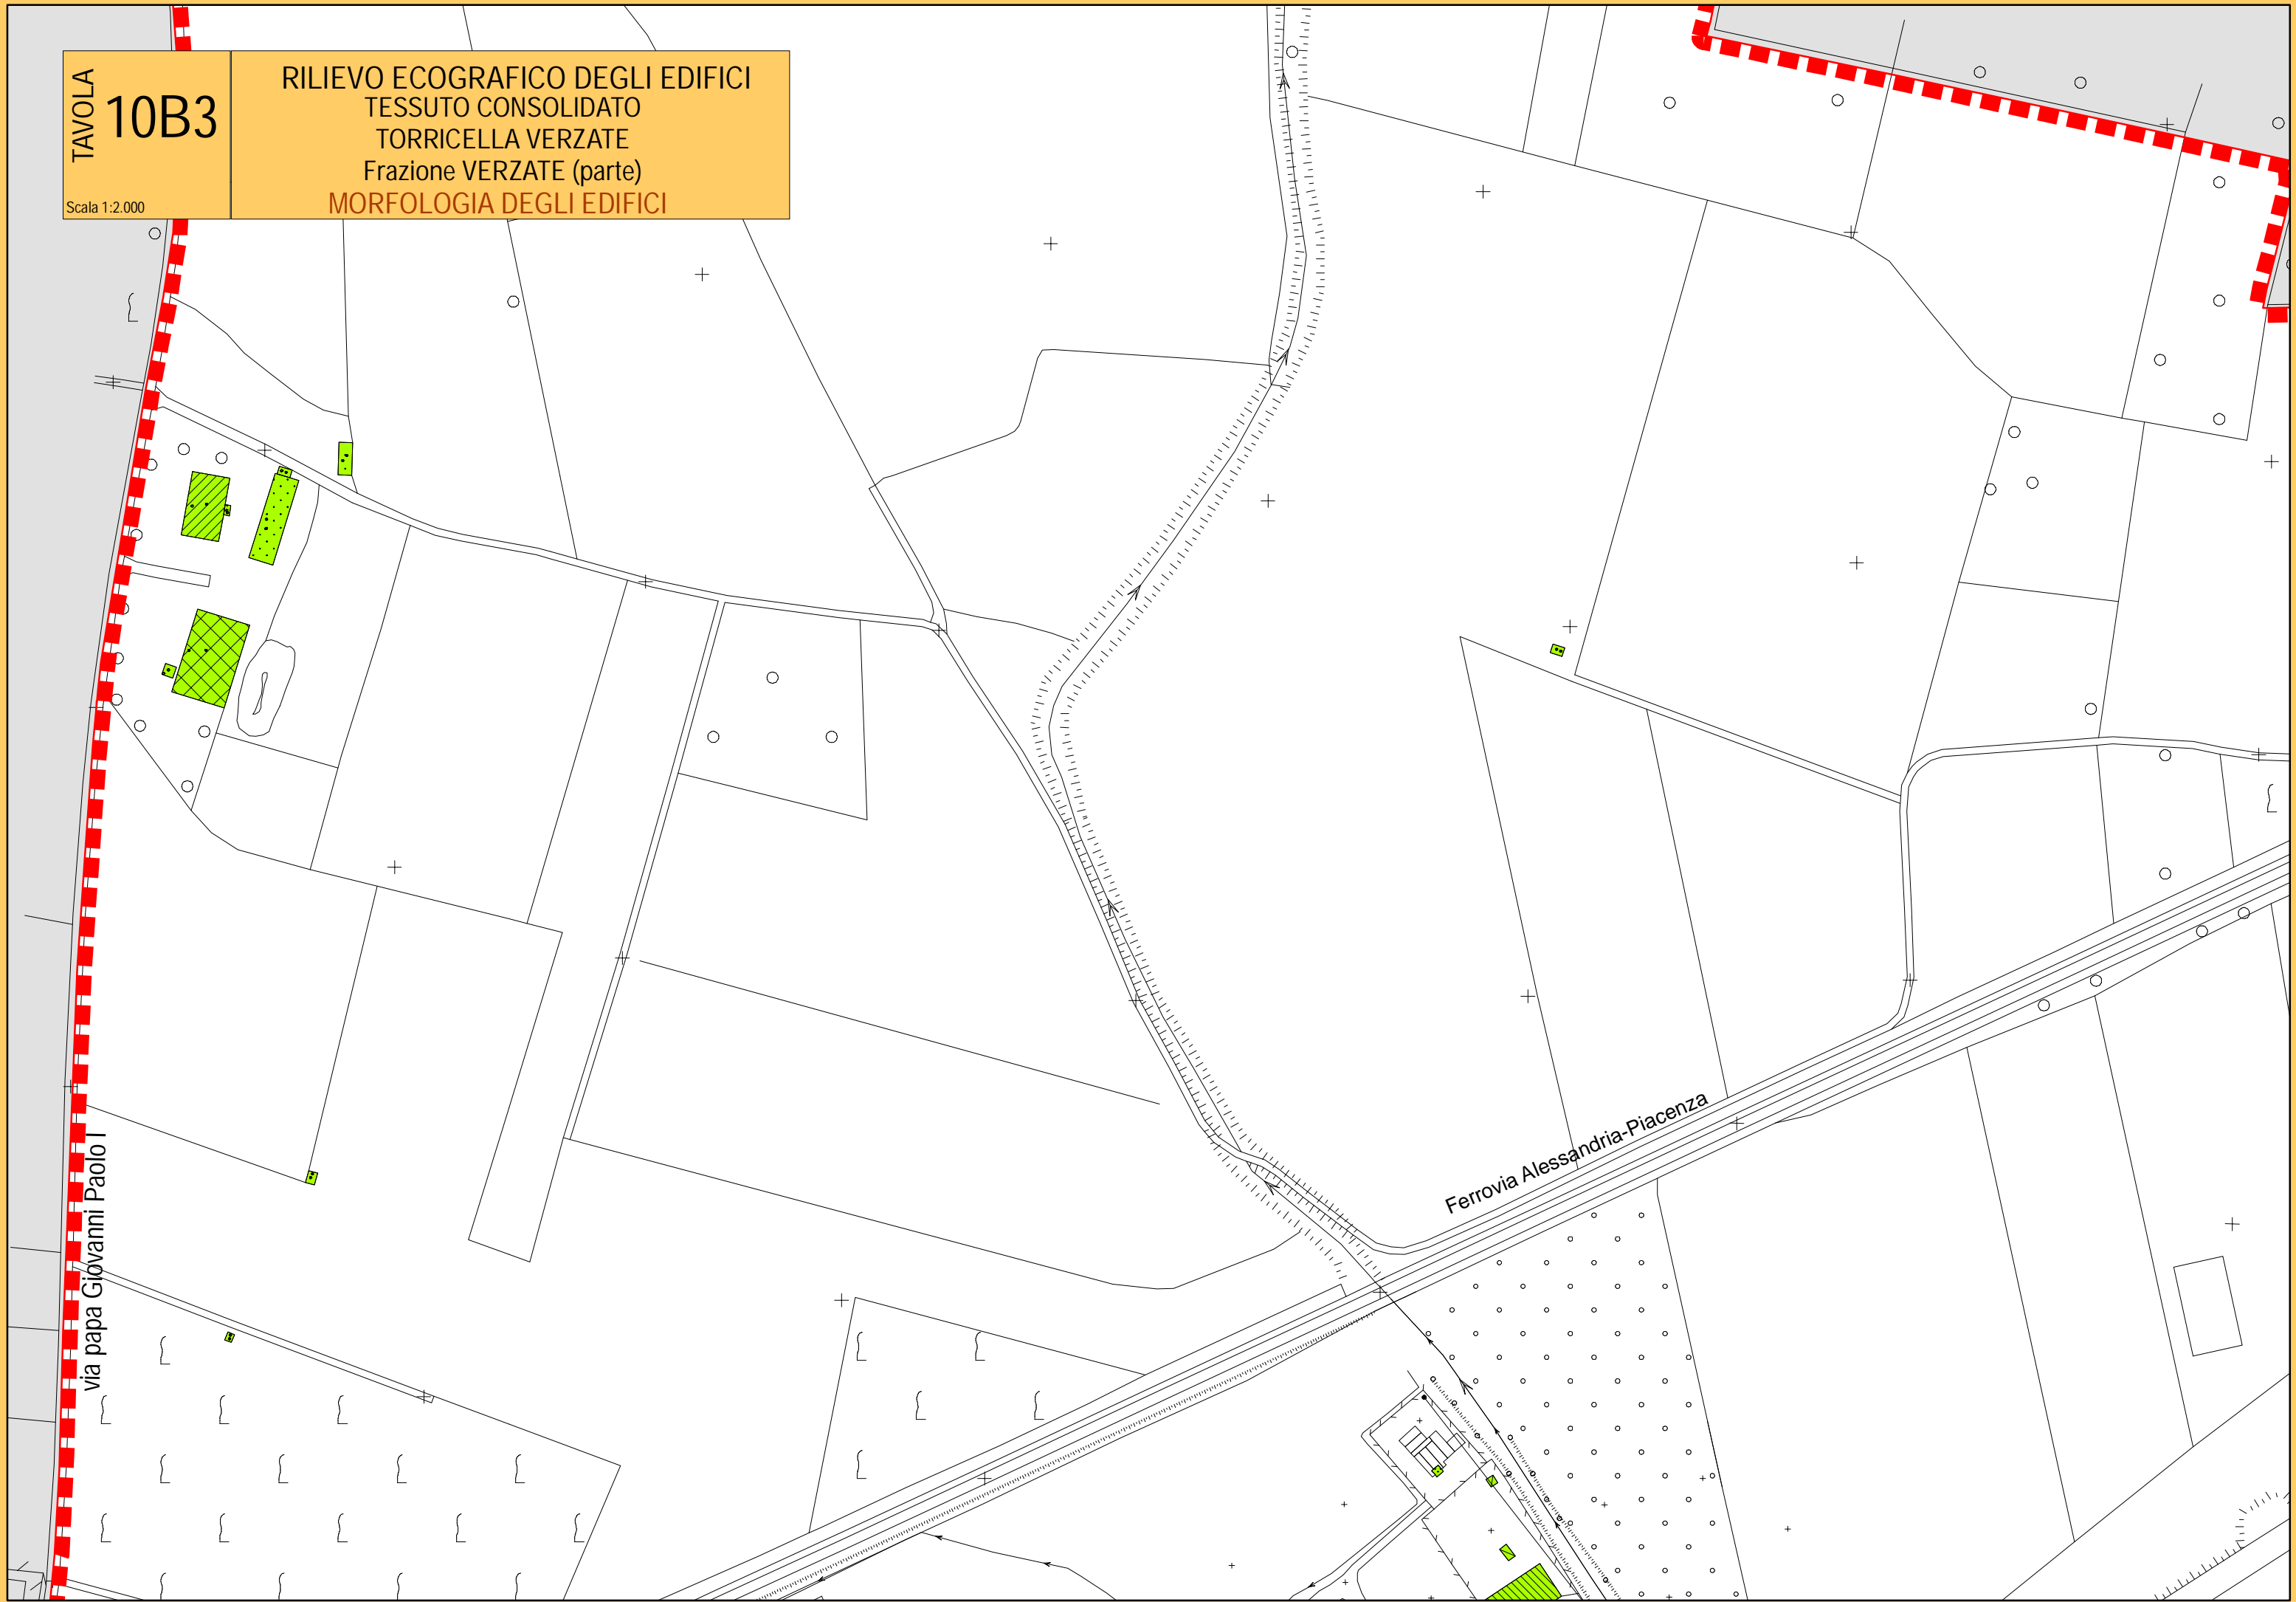 TAVOLA
10B3
Scala 1:2.000
RILIEVO ECOGRAFICO DEGLI EDIFICI
TESSUTO CONSOLIDATO
TORRICELLA VERZATE
Frazione VERZATE (parte)
MORFOLOGIA DEGLI EDIFICI
via papa Giovanni Paolo I
Ferrovia Alessandria-Piacenza